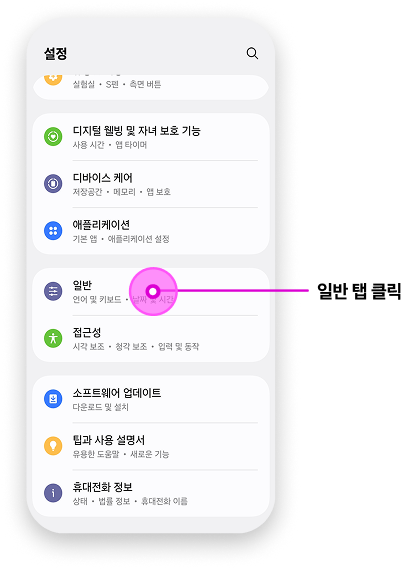 설정
실험실 • S펜 • 측면 버튼
디지털 웰빙 및 자녀 보호 기능
사용 시간 • 앱 타이머
디바이스 케어
저장공간 • 메모리 • 앱 보호
애플리케이션
기본 앱 • 애플리케이션 설정
일반
언어 및 키보드 • 날짜 및 시간
일반 탭 클릭
접근성
시각 보조 • 청각 보조 • 입력 및 동작
소프트웨어 업데이트
다운로드 및 설치
팁과 사용 설명서
유용한 도움말 • 새로운 기능
휴대전화 정보
상태 • 법률 정보 • 휴대전화 이름